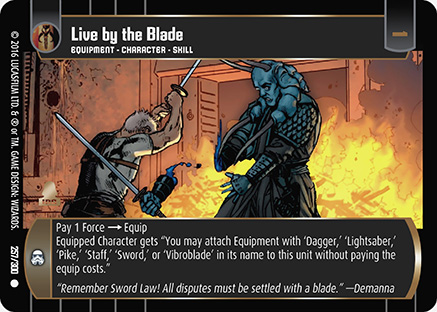 Live by the Blade
EQUIPMENT - CHARACTER - SKILL
Pay 1 Force → Equip
Equipped Character gets "You may attach Equipment with 'Dagger,' 'Lightsaber,'
'Pike,' 'Staff,' 'Sword,' or 'Vibroblade' in its name to this unit without paying the
equip costs."
"Remember Sword Law! All disputes must be settled with a blade." —Demanna
© 2016 LUCASFILM LTD. & ® or TM. GAME DESIGN: WIZARDS.
257/300